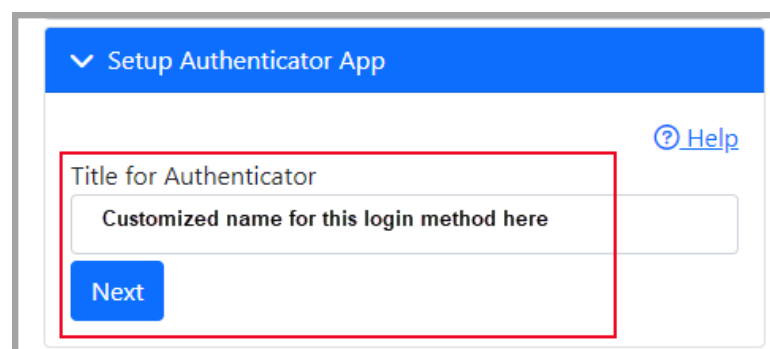 Setup Authenticator App
Help
Title for Authenticator
Customized name for this login method here
Next